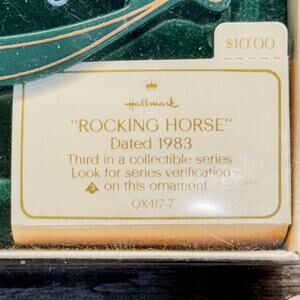 $10.00
Hallmark
"ROCKING HORSE"
Dated 1983
Third in a collectible series.
Look for series verification
3 on this ornament.
QX417-7